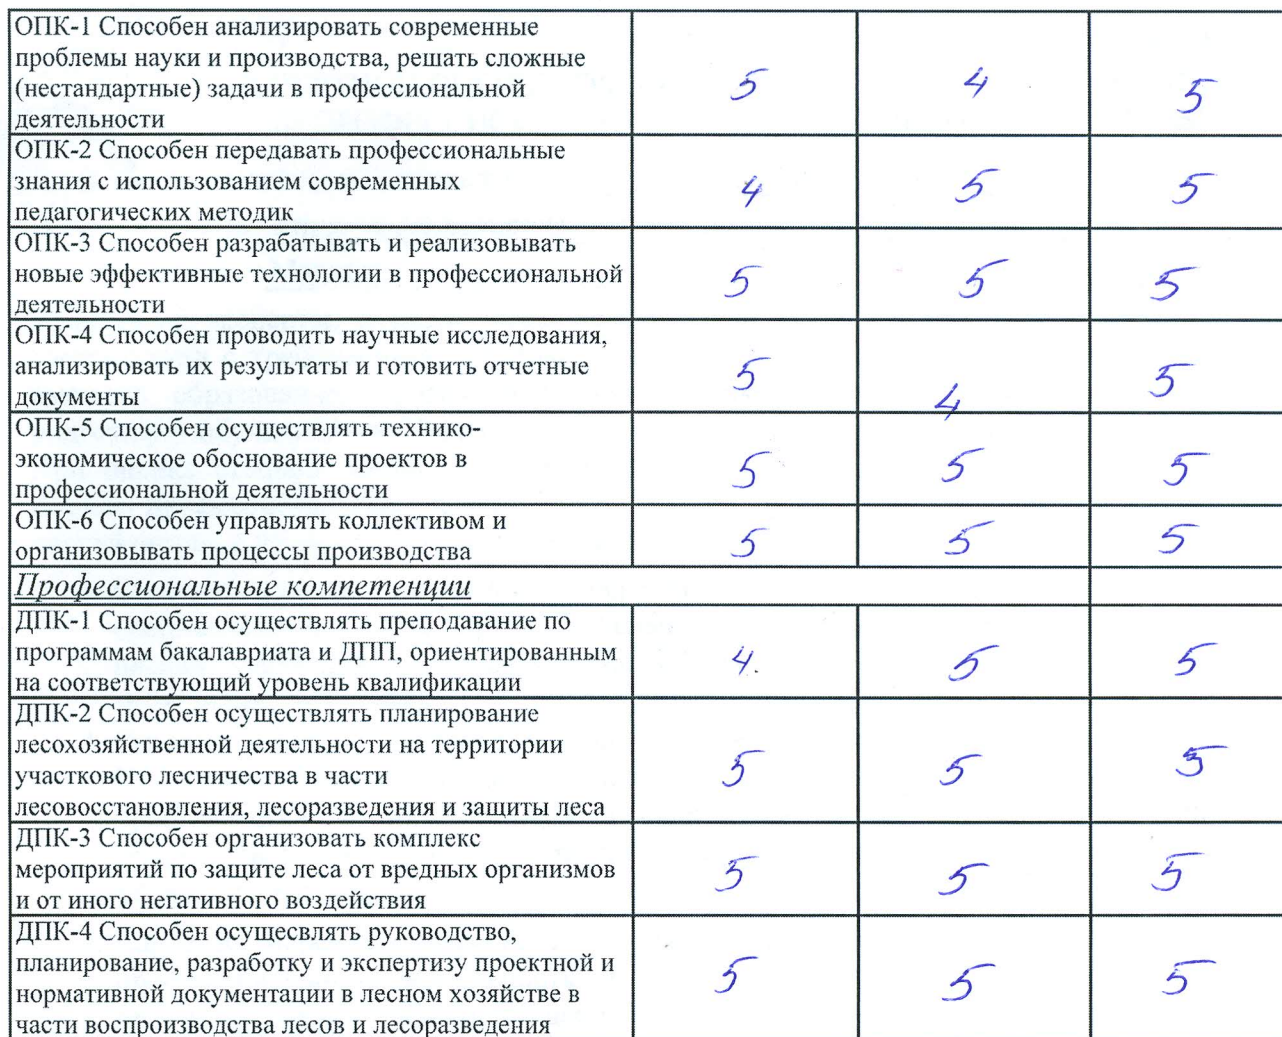 ОПК-1 Способен анализировать современные
проблемы науки и производства, решать сложные
(нестандартные) задачи в профессиональной
деятельности
5 4 5
ОПК-2 Способен передавать профессиональные
знания с использованием современных
педагогических методик
4 5 5
ОПК-3 Способен разрабатывать и реализовывать
новые эффективные технологии в профессиональной
деятельности
5 5 5
ОПК-4 Способен проводить научные исследования,
анализировать их результаты и готовить отчетные
документы
5 4 5
ОПК-5 Способен осуществлять технико-
экономическое обоснование проектов в
профессиональной деятельности
5 5 5
ОПК-6 Способен управлять коллективом и
организовывать процессы производства
5 5 5
Профессиональные компетенции
ДПК-1 Способен осуществлять преподавание по
программам бакалавриата и ДПП, ориентированным
на соответствующий уровень квалификации
4. 5 5
ДПК-2 Способен осуществлять планирование
лесохозяйственной деятельности на территории
участкового лесничества в части
лесовосстановления, лесоразведения и защиты леса
5 5 5
ДПК-3 Способен организовать комплекс
мероприятий по защите леса от вредных организмов
и от иного негативного воздействия
5 5 5
ДПК-4 Способен осущесвлять руководство,
планирование, разработку и экспертизу проектной и
нормативной документации в лесном хозяйстве в
части воспроизводства лесов и лесоразведения
5 5 5